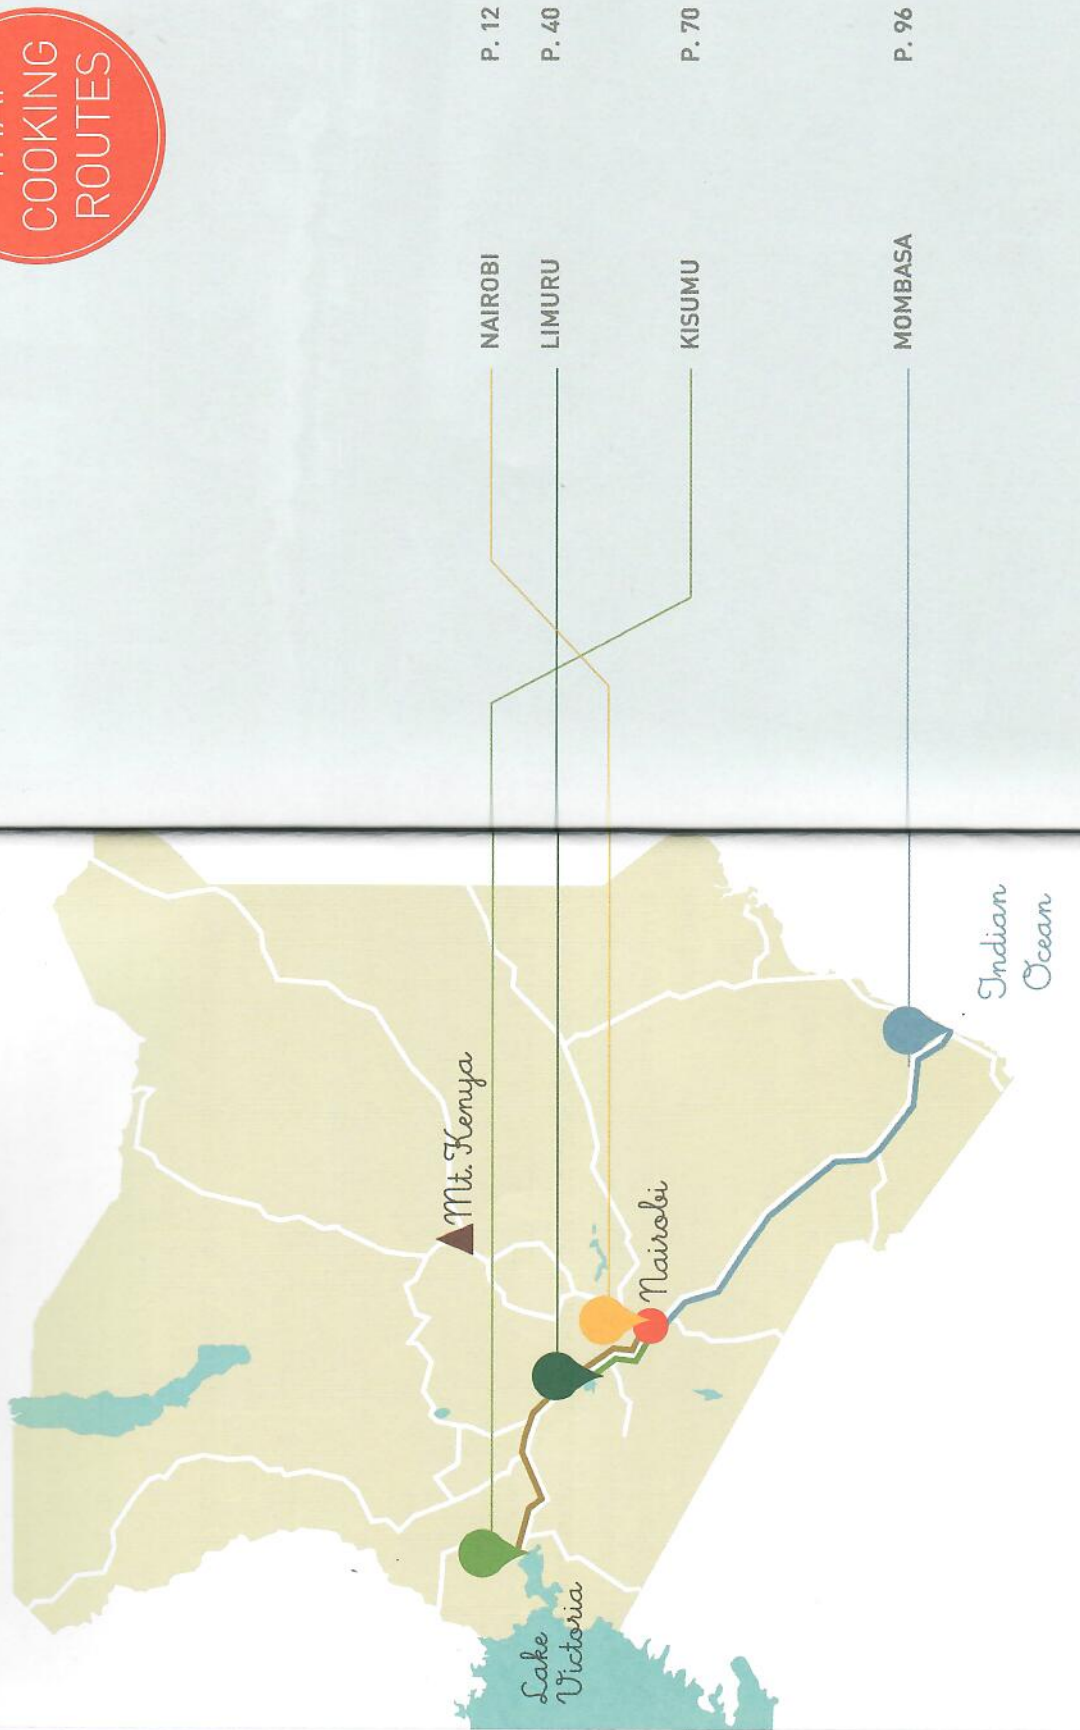 COOKING
ROUTES
NAIROBI P. 12
LIMURU P. 40
KISUMU P. 70
MOMBASA P. 96
Mt. Kenya
Nairobi
Lake
Victoria
Indian
Ocean